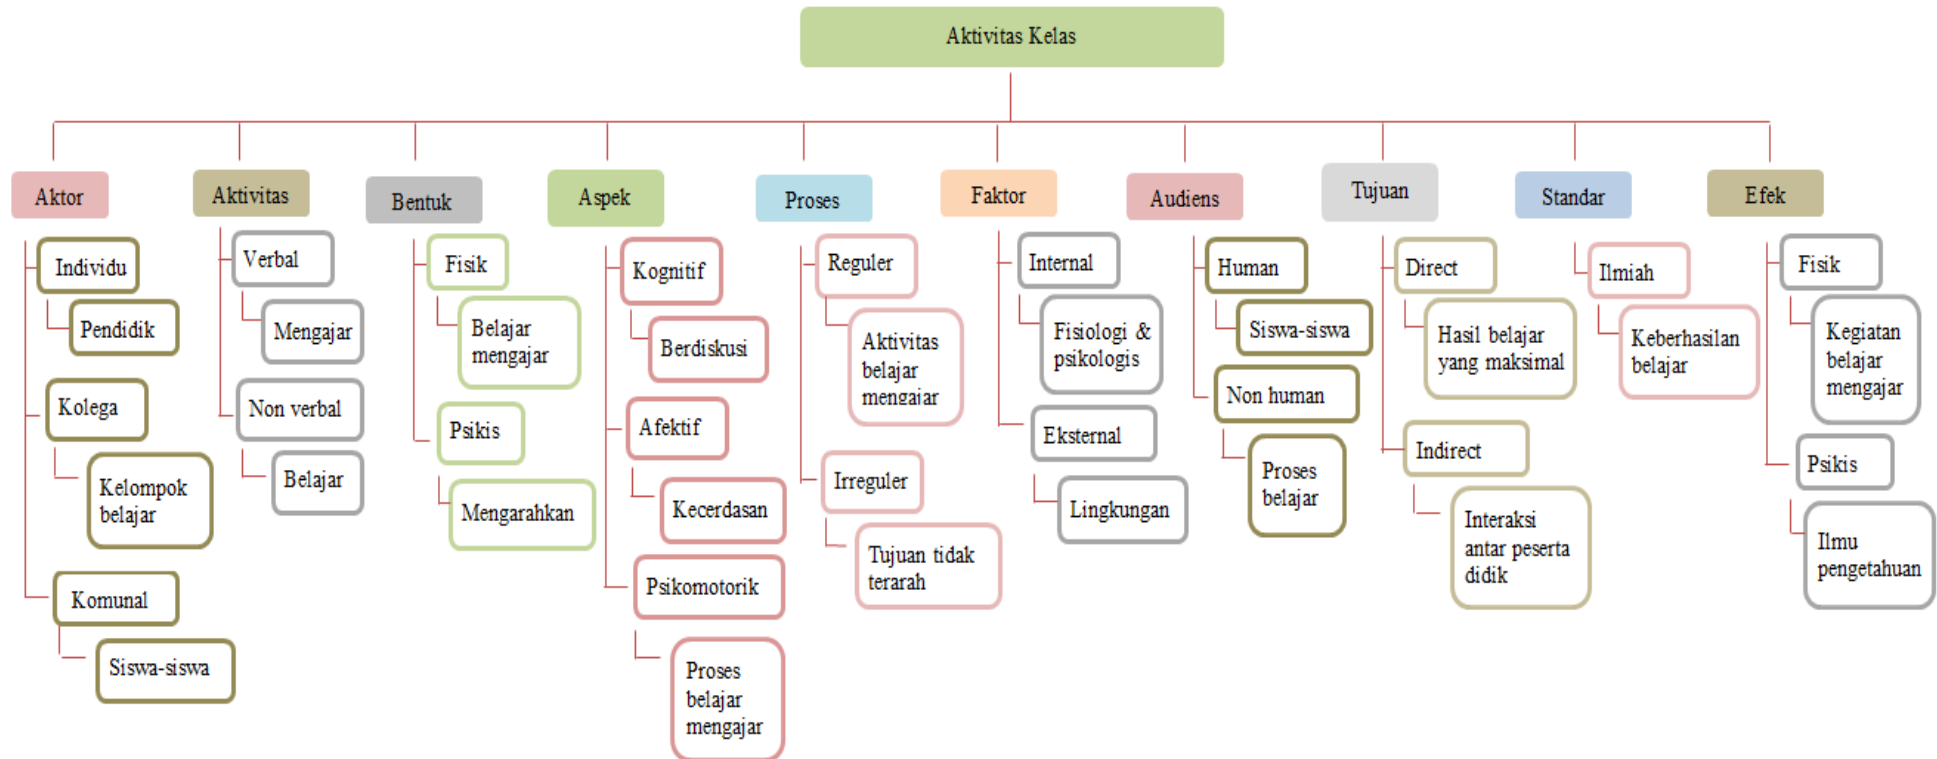 Aktivitas Kelas
Aktor
Individu
Pendidik
Kolega
Kelompok
belajar
Komunal
Siswa-siswa
Aktivitas
Verbal
Mengajar
Non verbal
Belajar
Bentuk
Fisik
Belajar
mengajar
Psikis
Mengarahkan
Aspek
Kognitif
Berdiskusi
Afektif
Kecerdasan
Psikomotorik
Proses
belajar
mengajar
Proses
Reguler
Aktivitas
belajar
mengajar
Irreguler
Tujuan tidak
terarah
Faktor
Internal
Fisiologi &
psikologis
Eksternal
Lingkungan
Audiens
Human
Siswa-siswa
Non human
Proses
belajar
Tujuan
Direct
Hasil belajar
yang maksimal
Indirect
Interaksi
antar peserta
didik
Standar
Ilmiah
Keberhasilan
belajar
Efek
Fisik
Kegiatan
belajar
mengajar
Psikis
Ilmu
pengetahuan